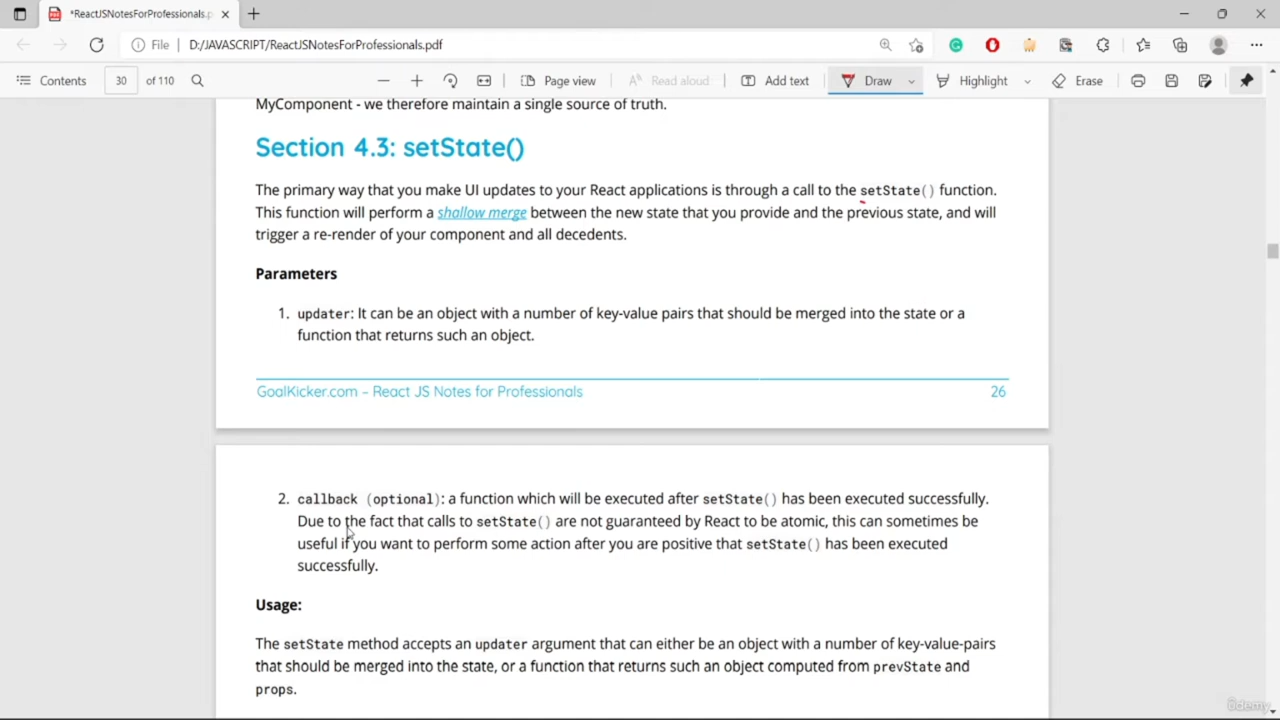 *ReactJSNotesForProfessionals.p
File
D:/JAVASCRIPT/ReactJSNotesForProfessionals.pdf
Contents
30
of 110
Page view
Read aloud
Add text
Draw
Highlight
Erase
MyComponent - we therefore maintain a single source of truth.
Section 4.3: setState()
The primary way that you make UI updates to your React applications is through a call to the setState() function.
This function will perform a shallow merge between the new state that you provide and the previous state, and will
trigger a re-render of your component and all decedents.
Parameters
1. updater: It can be an object with a number of key-value pairs that should be merged into the state or a
function that returns such an object.
GoalKicker.com – React JS Notes for Professionals
26
2. callback (optional): a function which will be executed after setState() has been executed successfully.
Due to the fact that calls to setState() are not guaranteed by React to be atomic, this can sometimes be
useful if you want to perform some action after you are positive that setState() has been executed
successfully.
Usage:
The setState method accepts an updater argument that can either be an object with a number of key-value-pairs
that should be merged into the state, or a function that returns such an object computed from prevState and
props.
Udemy